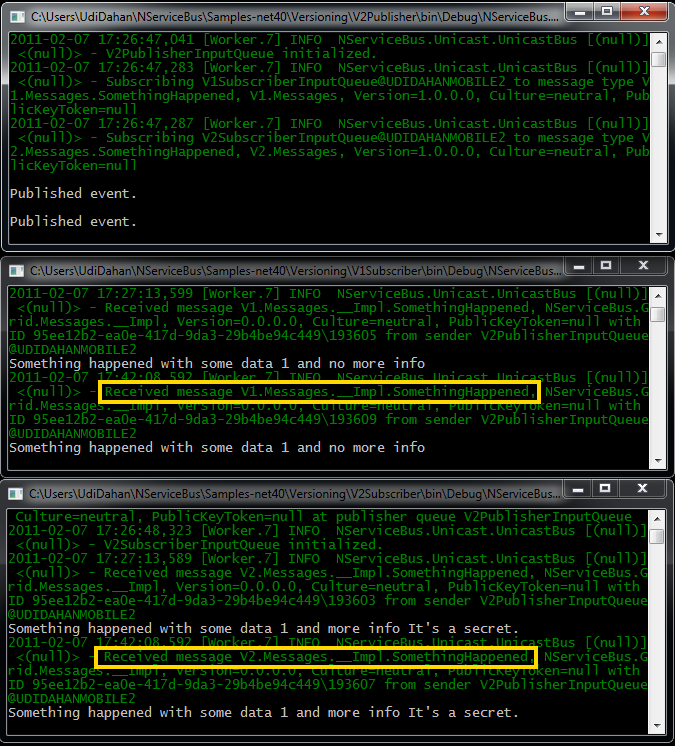 C:\Users\UdiDahan\NServiceBus\Samples-net40\Versioning\V2Publisher\bin\Debug\NServiceBus....
2011-02-07 17:26:47,041 [Worker.7] INFO  NServiceBus.Unicast.UnicastBus [(null)]
 <(null)> - V2PublisherInputQueue initialized.
2011-02-07 17:26:47,283 [Worker.7] INFO  NServiceBus.Unicast.UnicastBus [(null)]
 <(null)> - Subscribing V1SubscriberInputQueue@UDIDAHANMOBILE2 to message type V
1.Messages.SomethingHappened, V1.Messages, Version=1.0.0.0, Culture=neutral, Pub
licKeyToken=null
2011-02-07 17:26:47,287 [Worker.7] INFO  NServiceBus.Unicast.UnicastBus [(null)]
 <(null)> - Subscribing V2SubscriberInputQueue@UDIDAHANMOBILE2 to message type V
2.Messages.SomethingHappened, V2.Messages, Version=1.0.0.0, Culture=neutral, Pub
licKeyToken=null
Published event.
Published event.
C:\Users\UdiDahan\NServiceBus\Samples-net40\Versioning\V1Subscriber\bin\Debug\NServiceBus...
2011-02-07 17:27:13,599 [Worker.7] INFO  NServiceBus.Unicast.UnicastBus [(null)]
 <(null)> - Received message V1.Messages.__Impl.SomethingHappened, NServiceBus.G
rid.Messages.__Impl, Version=0.0.0.0, Culture=neutral, PublicKeyToken=null with
ID 95ee12b2-ea0e-417d-9da3-29b4be94c449\193605 from sender V2PublisherInputQueue
@UDIDAHANMOBILE2
Something happened with some data 1 and no more info
2011-02-07 17:42:08,592 [Worker.7] INFO  NServiceBus.Unicast.UnicastBus [(null)]
 <(null)> - Received message V1.Messages.__Impl.SomethingHappened, NServiceBus.G
rid.Messages.__Impl, Version=0.0.0.0, Culture=neutral, PublicKeyToken=null with
ID 95ee12b2-ea0e-417d-9da3-29b4be94c449\193609 from sender V2PublisherInputQueue
@UDIDAHANMOBILE2
Something happened with some data 1 and no more info
C:\Users\UdiDahan\NServiceBus\Samples-net40\Versioning\V2Subscriber\bin\Debug\NServiceBus...
 Culture=neutral, PublicKeyToken=null at publisher queue V2PublisherInputQueue
2011-02-07 17:26:48,323 [Worker.7] INFO  NServiceBus.Unicast.UnicastBus [(null)]
 <(null)> - V2SubscriberInputQueue initialized.
2011-02-07 17:27:13,589 [Worker.7] INFO  NServiceBus.Unicast.UnicastBus [(null)]
 <(null)> - Received message V2.Messages.__Impl.SomethingHappened, NServiceBus.G
rid.Messages.__Impl, Version=0.0.0.0, Culture=neutral, PublicKeyToken=null with
ID 95ee12b2-ea0e-417d-9da3-29b4be94c449\193603 from sender V2PublisherInputQueue
@UDIDAHANMOBILE2
Something happened with some data 1 and more info It's a secret.
2011-02-07 17:42:08,592 [Worker.7] INFO  NServiceBus.Unicast.UnicastBus [(null)]
 <(null)> - Received message V2.Messages.__Impl.SomethingHappened, NServiceBus.G
rid.Messages.__Impl, Version=0.0.0.0, Culture=neutral, PublicKeyToken=null with
ID 95ee12b2-ea0e-417d-9da3-29b4be94c449\193607 from sender V2PublisherInputQueue
@UDIDAHANMOBILE2
Something happened with some data 1 and more info It's a secret.